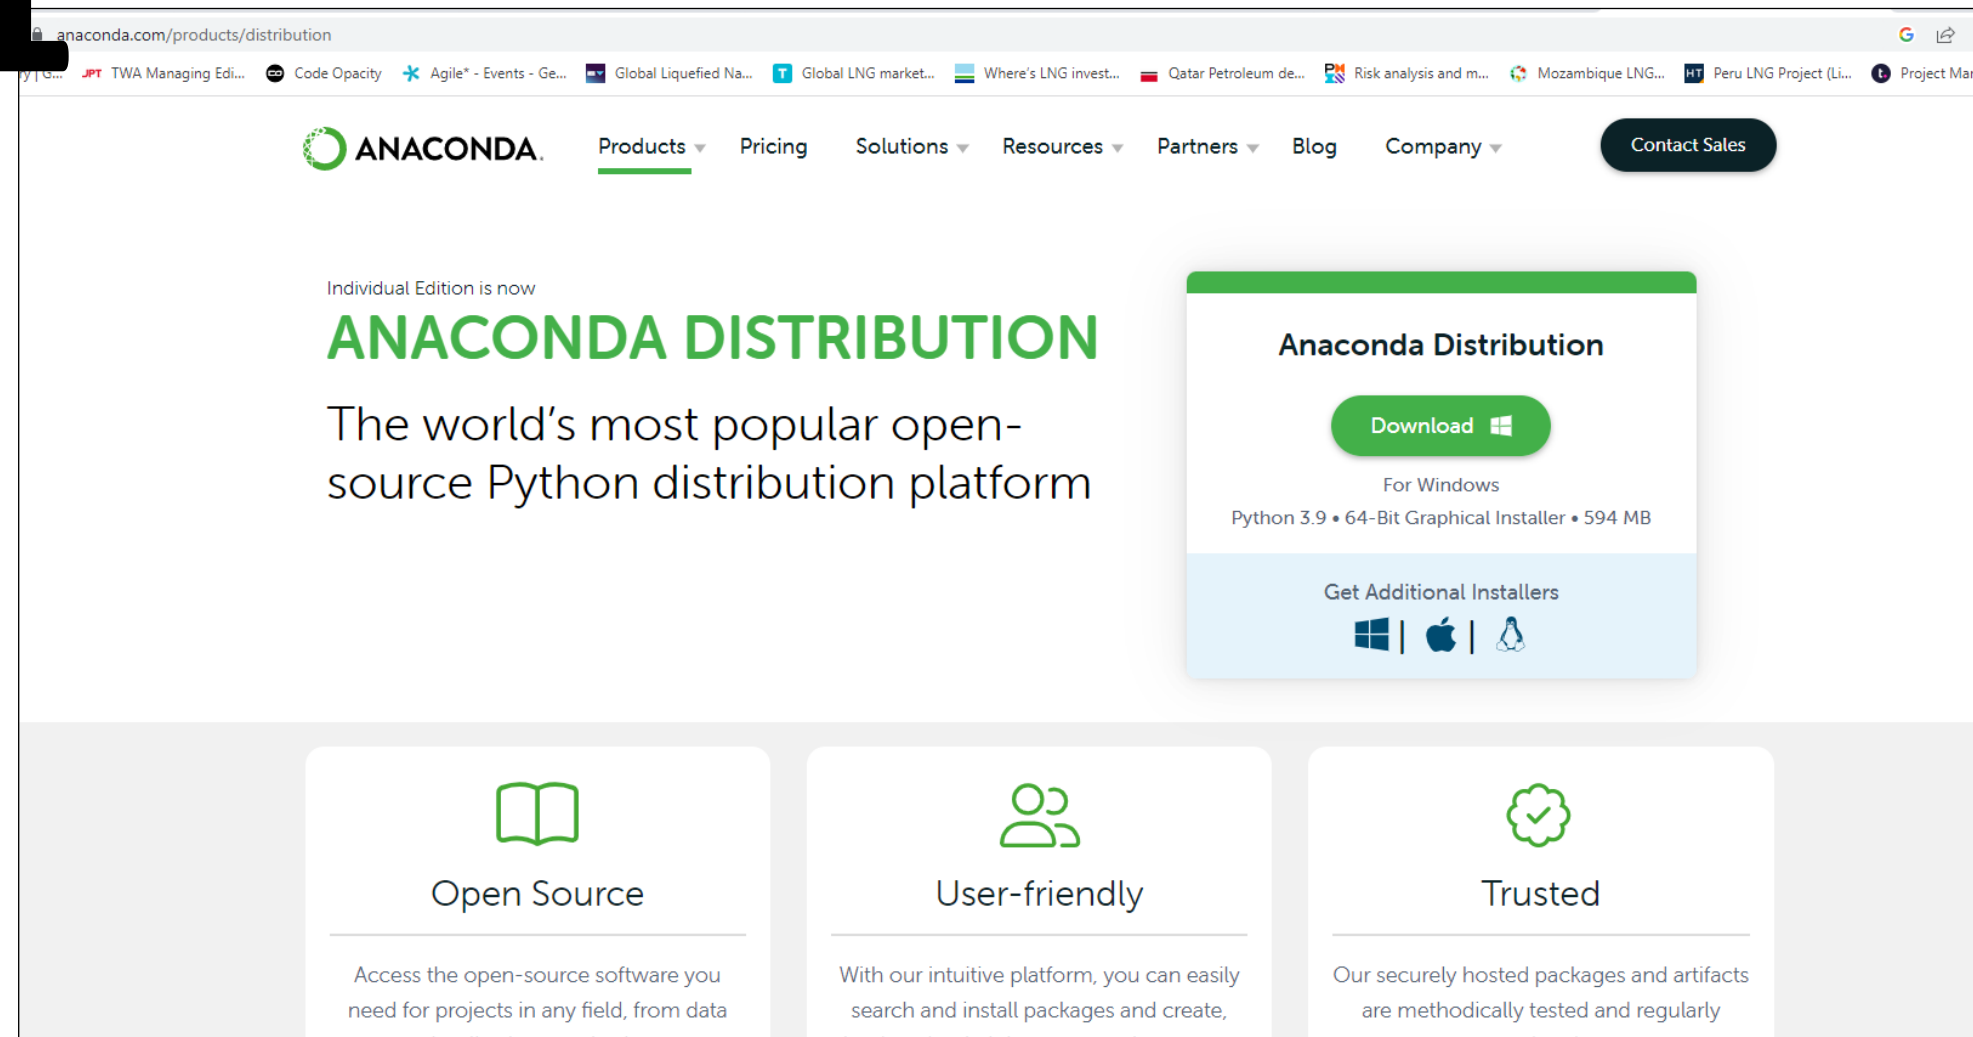 anaconda.com/products/distribution
G... JPT TWA Managing Edi... Code Opacity Agile* - Events - Ge... Global Liquefied Na... T Global LNG market... Where's LNG invest... Qatar Petroleum de... Risk analysis and m... Mozambique LNG... HT Peru LNG Project (Li... t. Project Mar
ANACONDA. Products Pricing Solutions Resources Partners Blog Company Contact Sales
Individual Edition is now
ANACONDA DISTRIBUTION
The world's most popular open-
source Python distribution platform
Anaconda Distribution
Download
For Windows
Python 3.9 • 64-Bit Graphical Installer • 594 MB
Get Additional Installers
Open Source
Access the open-source software you
need for projects in any field, from data
User-friendly
With our intuitive platform, you can easily
search and install packages and create,
Trusted
Our securely hosted packages and artifacts
are methodically tested and regularly